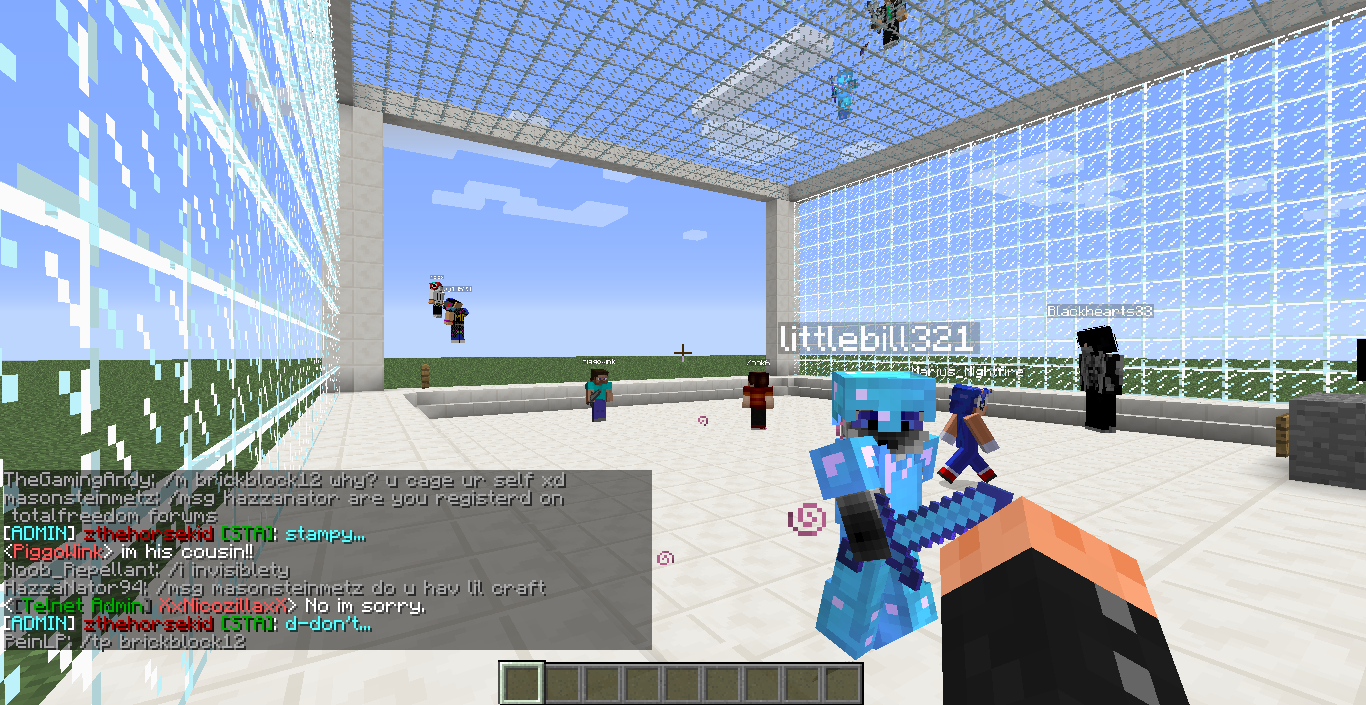 Blackhearts33
littlebill321
Marius_Nightfire
PiggoWink
TheGamingAndy: /m brickblock12 why? u cage ur self xd
masonsteinmetz: /msg hazzanator are you registerd on
totalfreedom forums
[ADMIN] zthehorsekid [STA]: stampy...
<PiggoWink> im his cousin!!
Noob_Repellant: /i invisiblety
Hazzanator94: /msg masonsteinmetz do u hav lil craft
<[Telnet Admin] XxNicozillaxX> No im sorry.
[ADMIN] zthehorsekid [STA]: d-don't...
PeinLP: /tp brickblock12